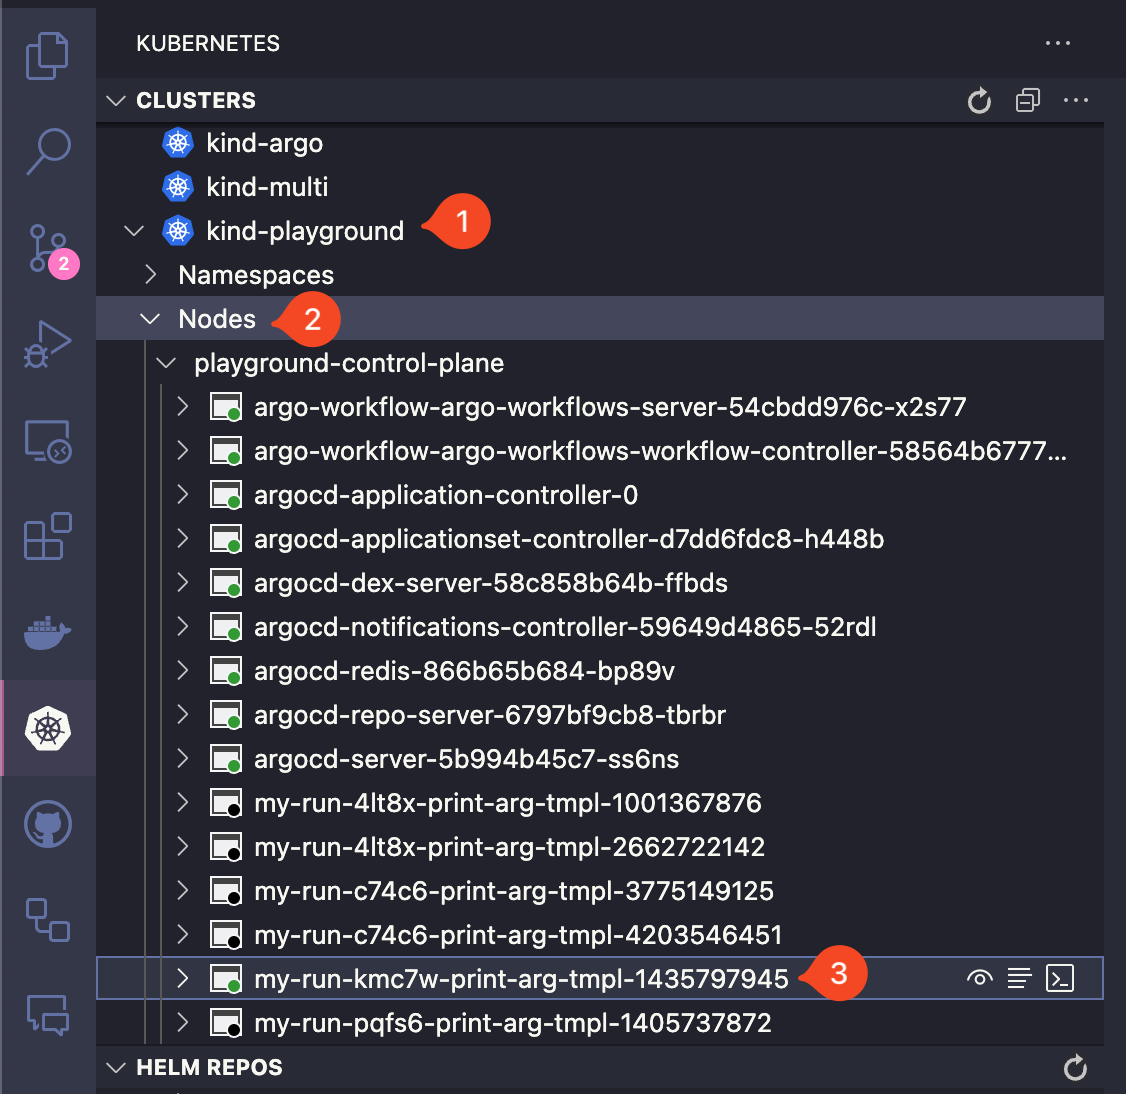 KUBERNETES
CLUSTERS
kind-argo
kind-multi
kind-playground
1
Namespaces
2
Nodes
2
playground-control-plane
argo-workflow-argo-workflows-server-54cbdd976c-x2s77
argo-workflow-argo-workflows-workflow-controller-58564b6777...
argocd-application-controller-0
argocd-applicationset-controller-d7dd6fdc8-h448b
argocd-dex-server-58c858b64b-ffbds
argocd-notifications-controller-59649d4865-52rdl
argocd-redis-866b65b684-bp89v
argocd-repo-server-6797bf9cb8-tbrbr
argocd-server-5b994b45c7-ss6ns
my-run-4lt8x-print-arg-tmpl-1001367876
my-run-4lt8x-print-arg-tmpl-2662722142
my-run-c74c6-print-arg-tmpl-3775149125
my-run-c74c6-print-arg-tmpl-4203546451
my-run-kmc7w-print-arg-tmpl-1435797945
3
my-run-pqfs6-print-arg-tmpl-1405737872
HELM REPOS